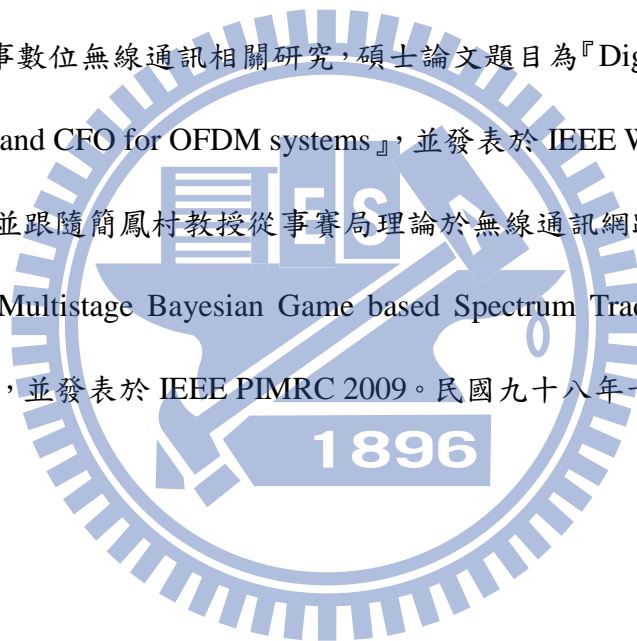 事數位無線通訊相關研究,碩士論文題目為『Dig
and CFO for OFDM systems』,並發表於 IEEE W
並跟隨簡鳳村教授從事賽局理論於無線通訊網
Multistage Bayesian Game based Spectrum Trad
,並發表於 IEEE PIMRC 2009。民國九十八年
ESA
1896